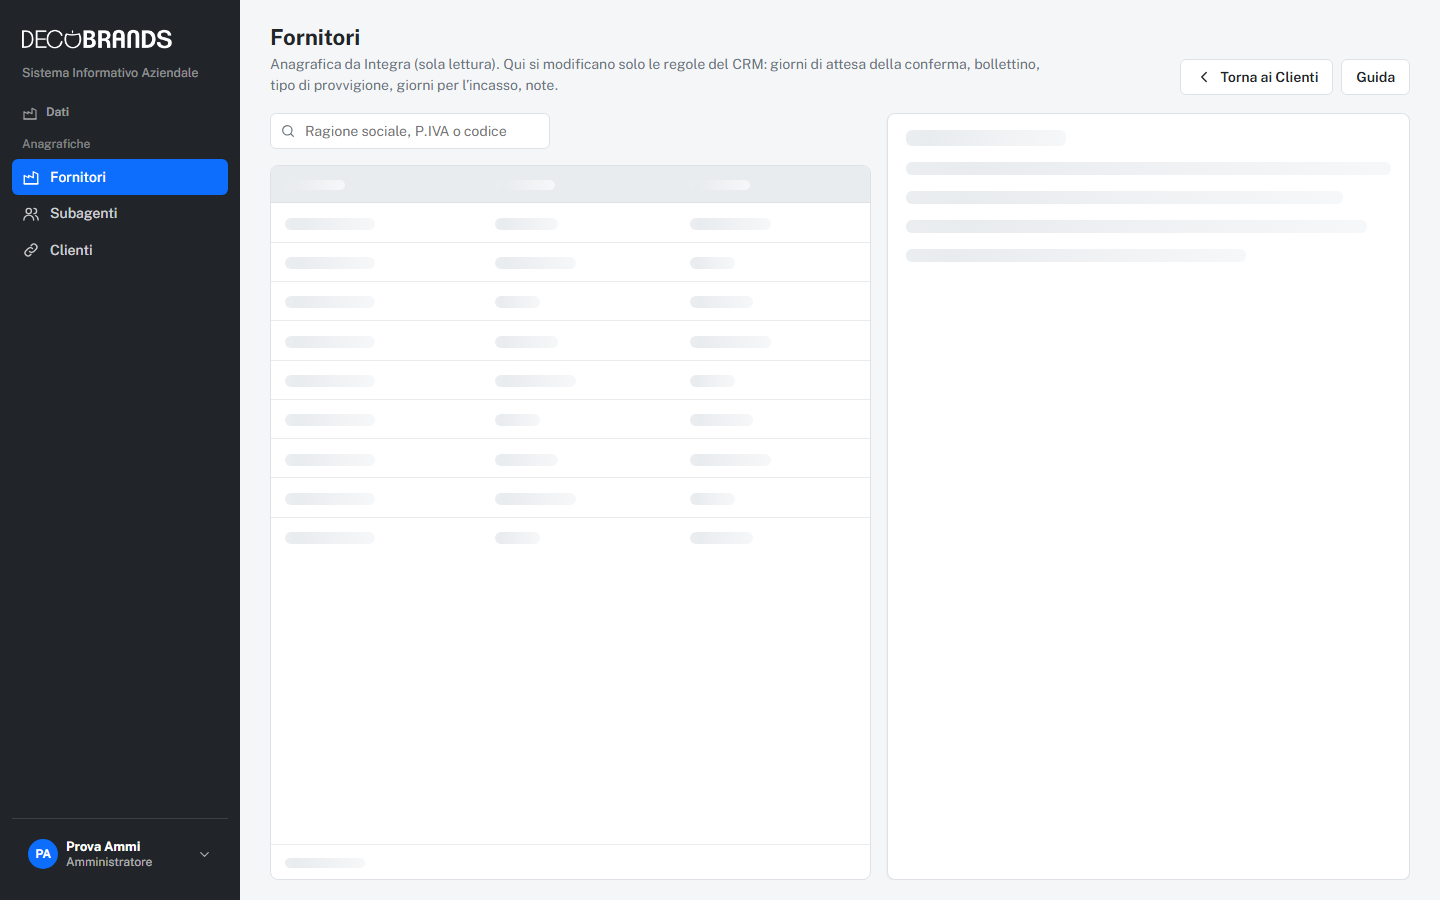 DECOBRANDS
Sistema Informativo Aziendale
Dati
Anagrafiche
Fornitori
Subagenti
Clienti
PA
Prova Ammi
Amministratore
Fornitori
Anagrafica da Integra (sola lettura). Qui si modificano solo le regole del CRM: giorni di attesa della conferma, bollettino,
tipo di provvigione, giorni per l'incasso, note.
Torna ai Clienti
Guida
Ragione sociale, P.IVA o codice